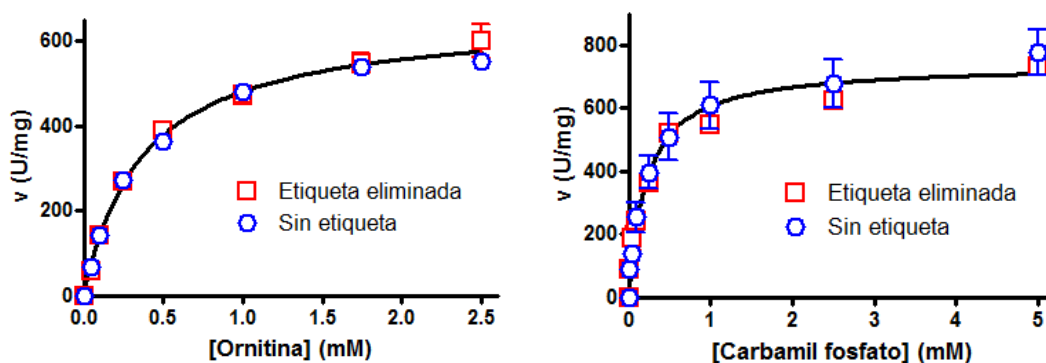 600
400
200
0
v (U/mg)
Etiqueta eliminada
Sin etiqueta
0.0 0.5 1.0 1.5 2.0 2.5
[Ornitina] (mM)
800
600
400
200
0
v (U/mg)
Etiqueta eliminada
Sin etiqueta
0 1 2 3 4 5
[Carbamil fosfato] (mM)